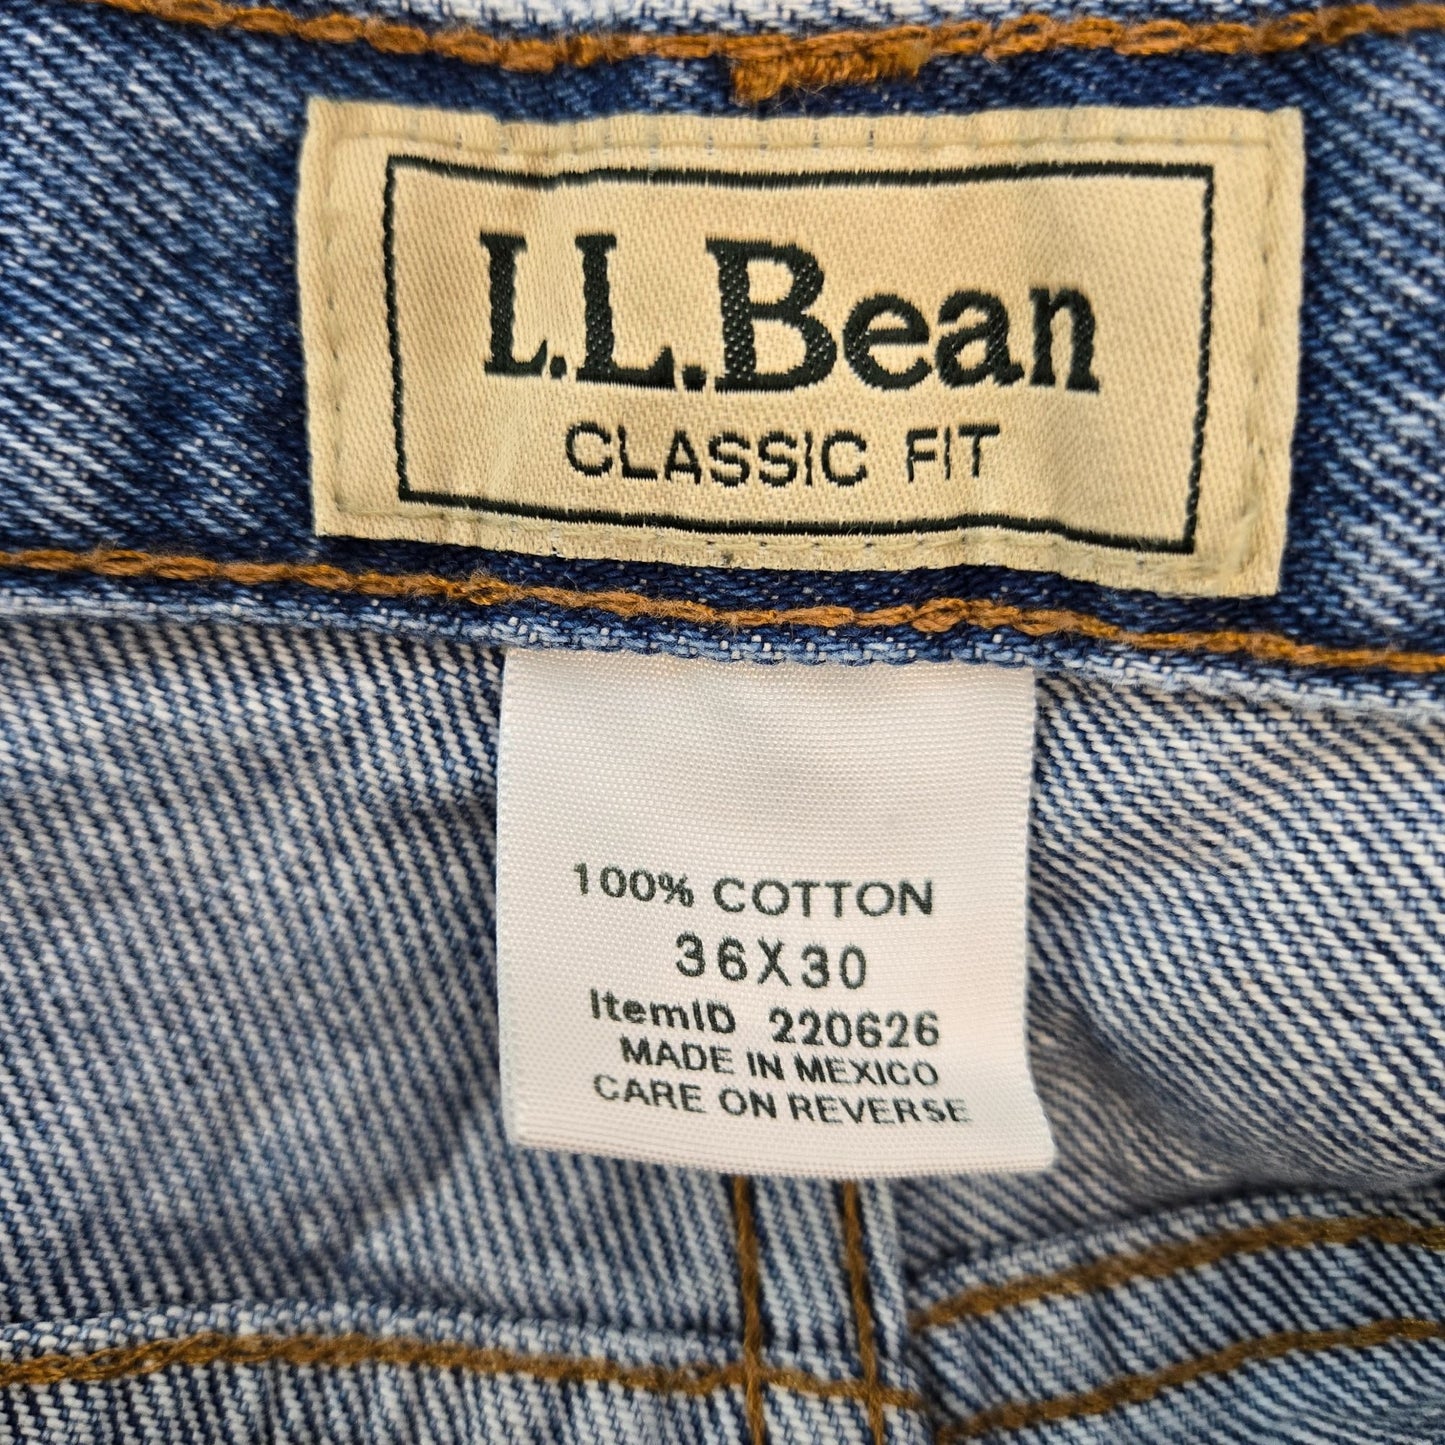 L.L.Bean
CLASSIC FIT
100% COTTON
36X30
ItemID 220626
MADE IN MEXICO
CARE ON REVERSE